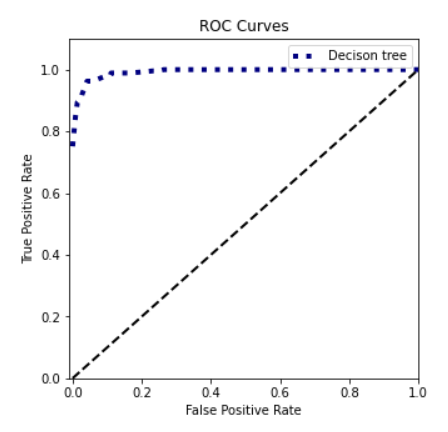 ROC Curves
Decison tree
True Positive Rate
1.0
0.8
0.6
0.4
0.2
0.0
0.0 0.2 0.4 0.6 0.8 1.0
False Positive Rate